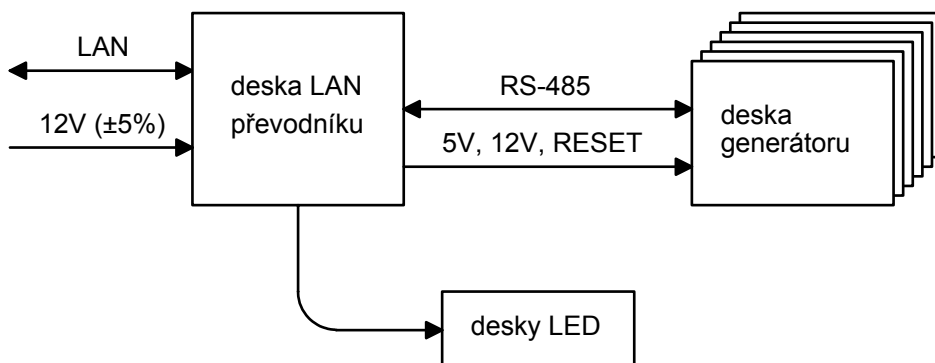 LAN
12V (±5%)
deska LAN
převodníku
RS-485
5V, 12V, RESET
deska
generátoru
desky LED